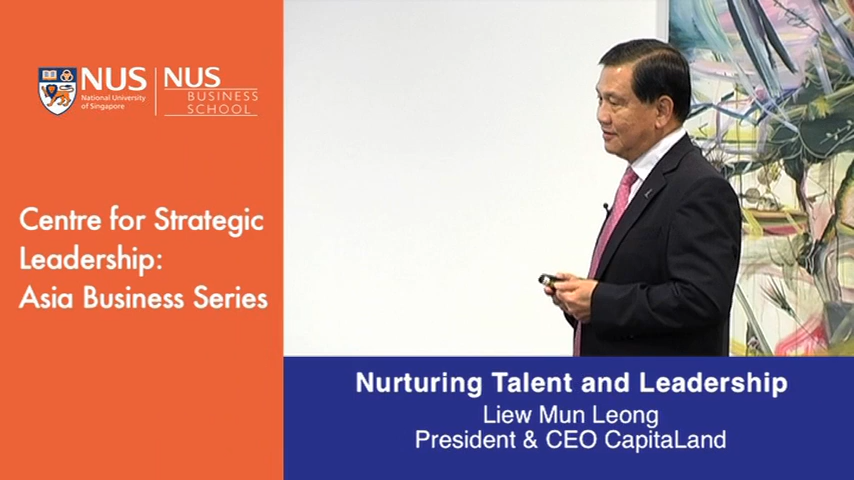 NUS
National University
of Singapore
NUS
BUSINESS
SCHOOL
Centre for Strategic
Leadership:
Asia Business Series
Nurturing Talent and Leadership
Liew Mun Leong
President & CEO CapitaLand